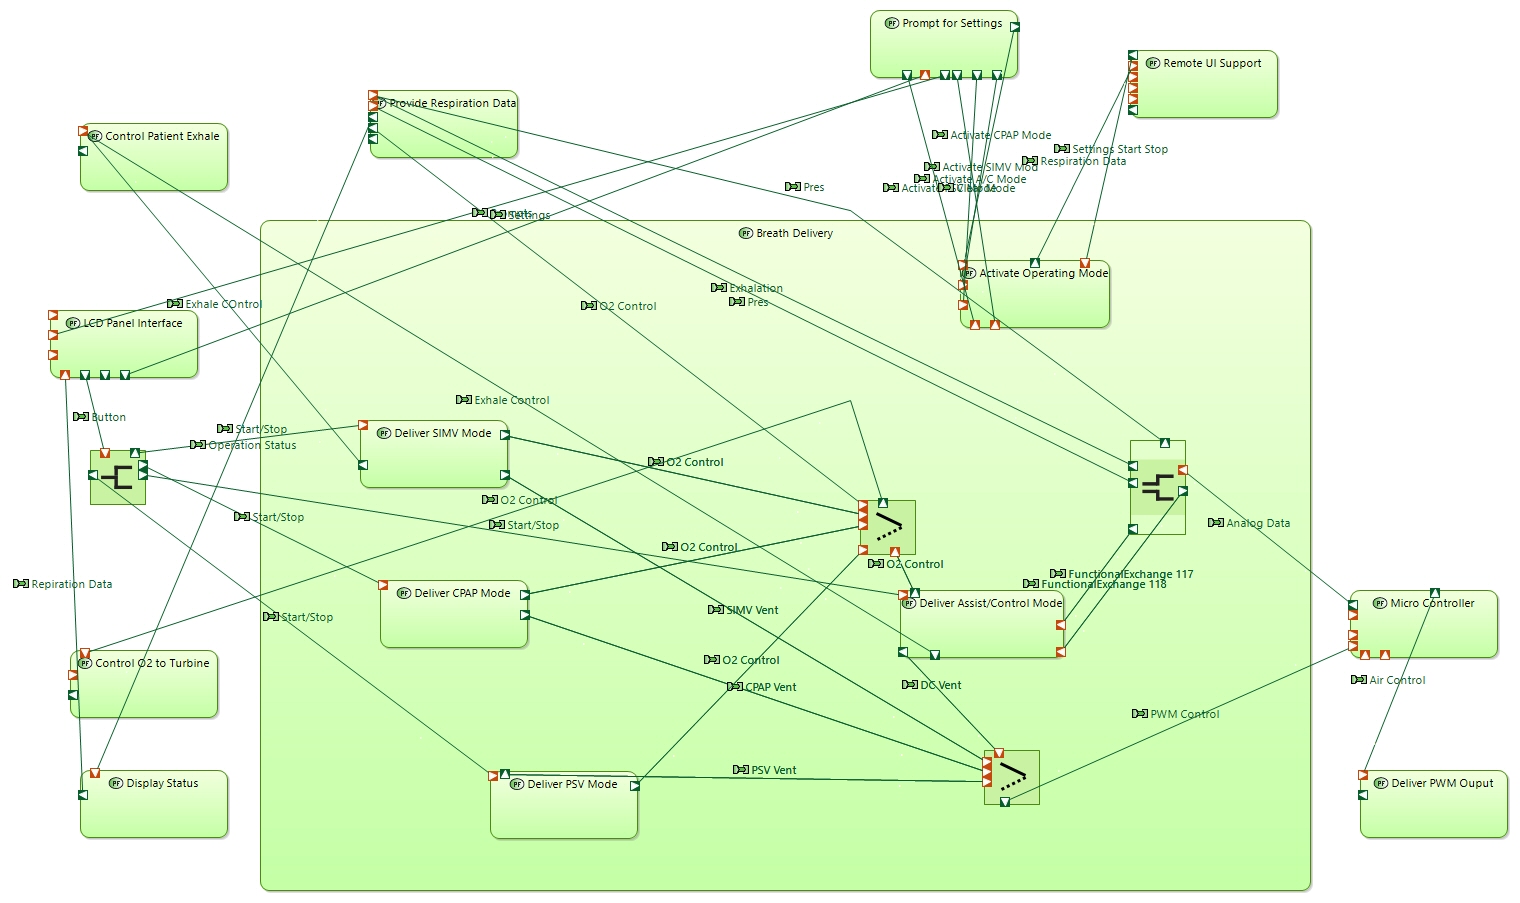 Prompt for Settings
Remote UI Support
Provide Respiration Data
Control Patient Exhale
Activate CPAP Mode
Settings Start Stop
Respiration Data
Activate SIMV Mod
Activate A/C Mode
Pres
Mode
Settings
Breath Delivery
Activate Operating Mode
Exhalation
Pres
Exhale COntrol
O2 Control
LCD Panel Interface
Exhale Control
Button
Start/Stop
Deliver SIMV Mode
Operation Status
O2 Control
O2 Control
Start/Stop
Start/Stop
Analog Data
O2 Control
O2 Control
FunctionalExchange 117
Repiration Data
FunctionalExchange 118
Deliver CPAP Mode
Deliver Assist/Control Mode
Micro Controller
SIMV Vent
Start/Stop
Control O2 to Turbine
O2 Control
Air Control
CPAP Vent
DC Vent
PWM Control
PSV Vent
Display Status
Deliver PSV Mode
Deliver PWM Ouput